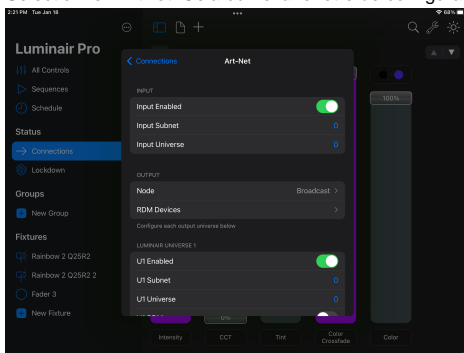 2:21 PM Tue Jan 18
68%
Luminair Pro
All Controls
Sequences
Schedule
Status
Connections
Lockdown
Groups
New Group
Fixtures
Rainbow 2 Q25R2
Rainbow 2 Q25R2 2
Fader 3
New Fixture
Connections
Art-Net
INPUT
Input Enabled
Input Subnet 0
Input Universe 0
OUTPUT
Node Broadcast
RDM Devices
Configure each output universe below
LUMINAIR UNIVERSE 1
U1 Enabled
U1 Subnet 0
U1 Universe 0
100%
0%
Intensity
CCT
Tint
Color
Crossfade
Color